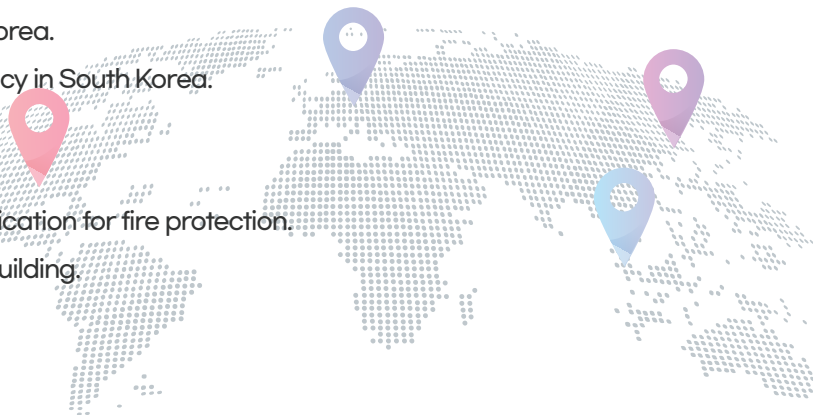 orea.
cy in South Korea.
ication for fire protection.
uilding.